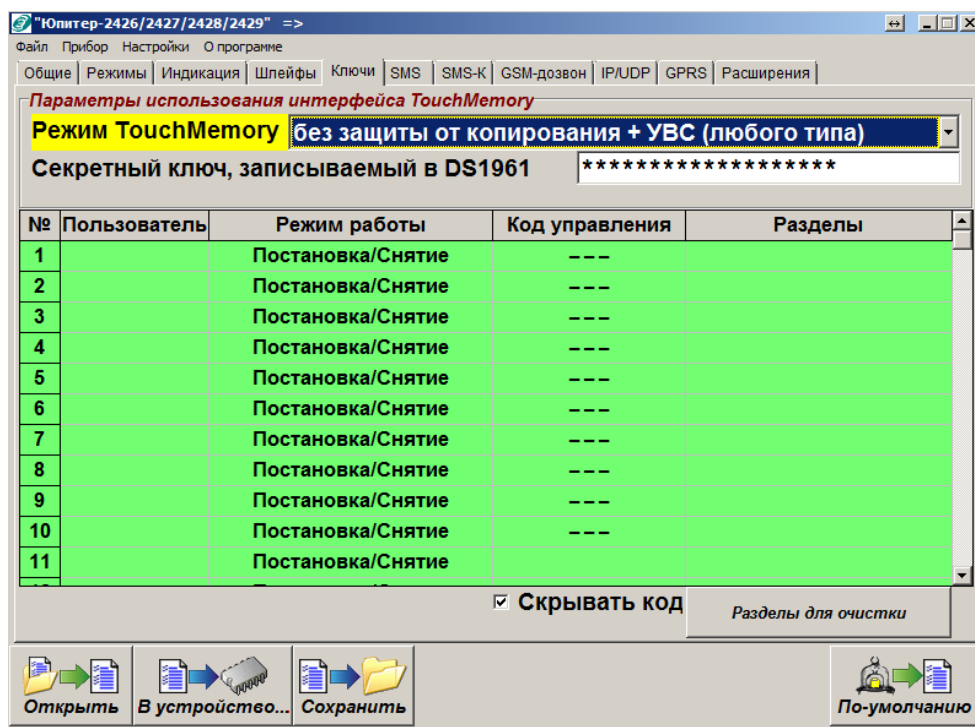 "Юпитер-2426/2427/2428/2429" =>
Файл Прибор Настройки О программе
Общие Режимы Индикация Шлейфы Ключи SMS SMS-K GSM-дозвон IP/UDP GPRS Расширения
Параметры использования интерфейса TouchMemory
Режим TouchMemory без защиты от копирования + УВС (любого типа)
Секретный ключ, записываемый в DS1961 *******************
№ Пользователь Режим работы Код управления Разделы
1 Постановка/Снятие ---
2 Постановка/Снятие ---
3 Постановка/Снятие ---
4 Постановка/Снятие ---
5 Постановка/Снятие ---
6 Постановка/Снятие ---
7 Постановка/Снятие ---
8 Постановка/Снятие ---
9 Постановка/Снятие ---
10 Постановка/Снятие ---
11 Постановка/Снятие
Скрывать код Разделы для очистки
Открыть В устройство... Сохранить По-умолчанию